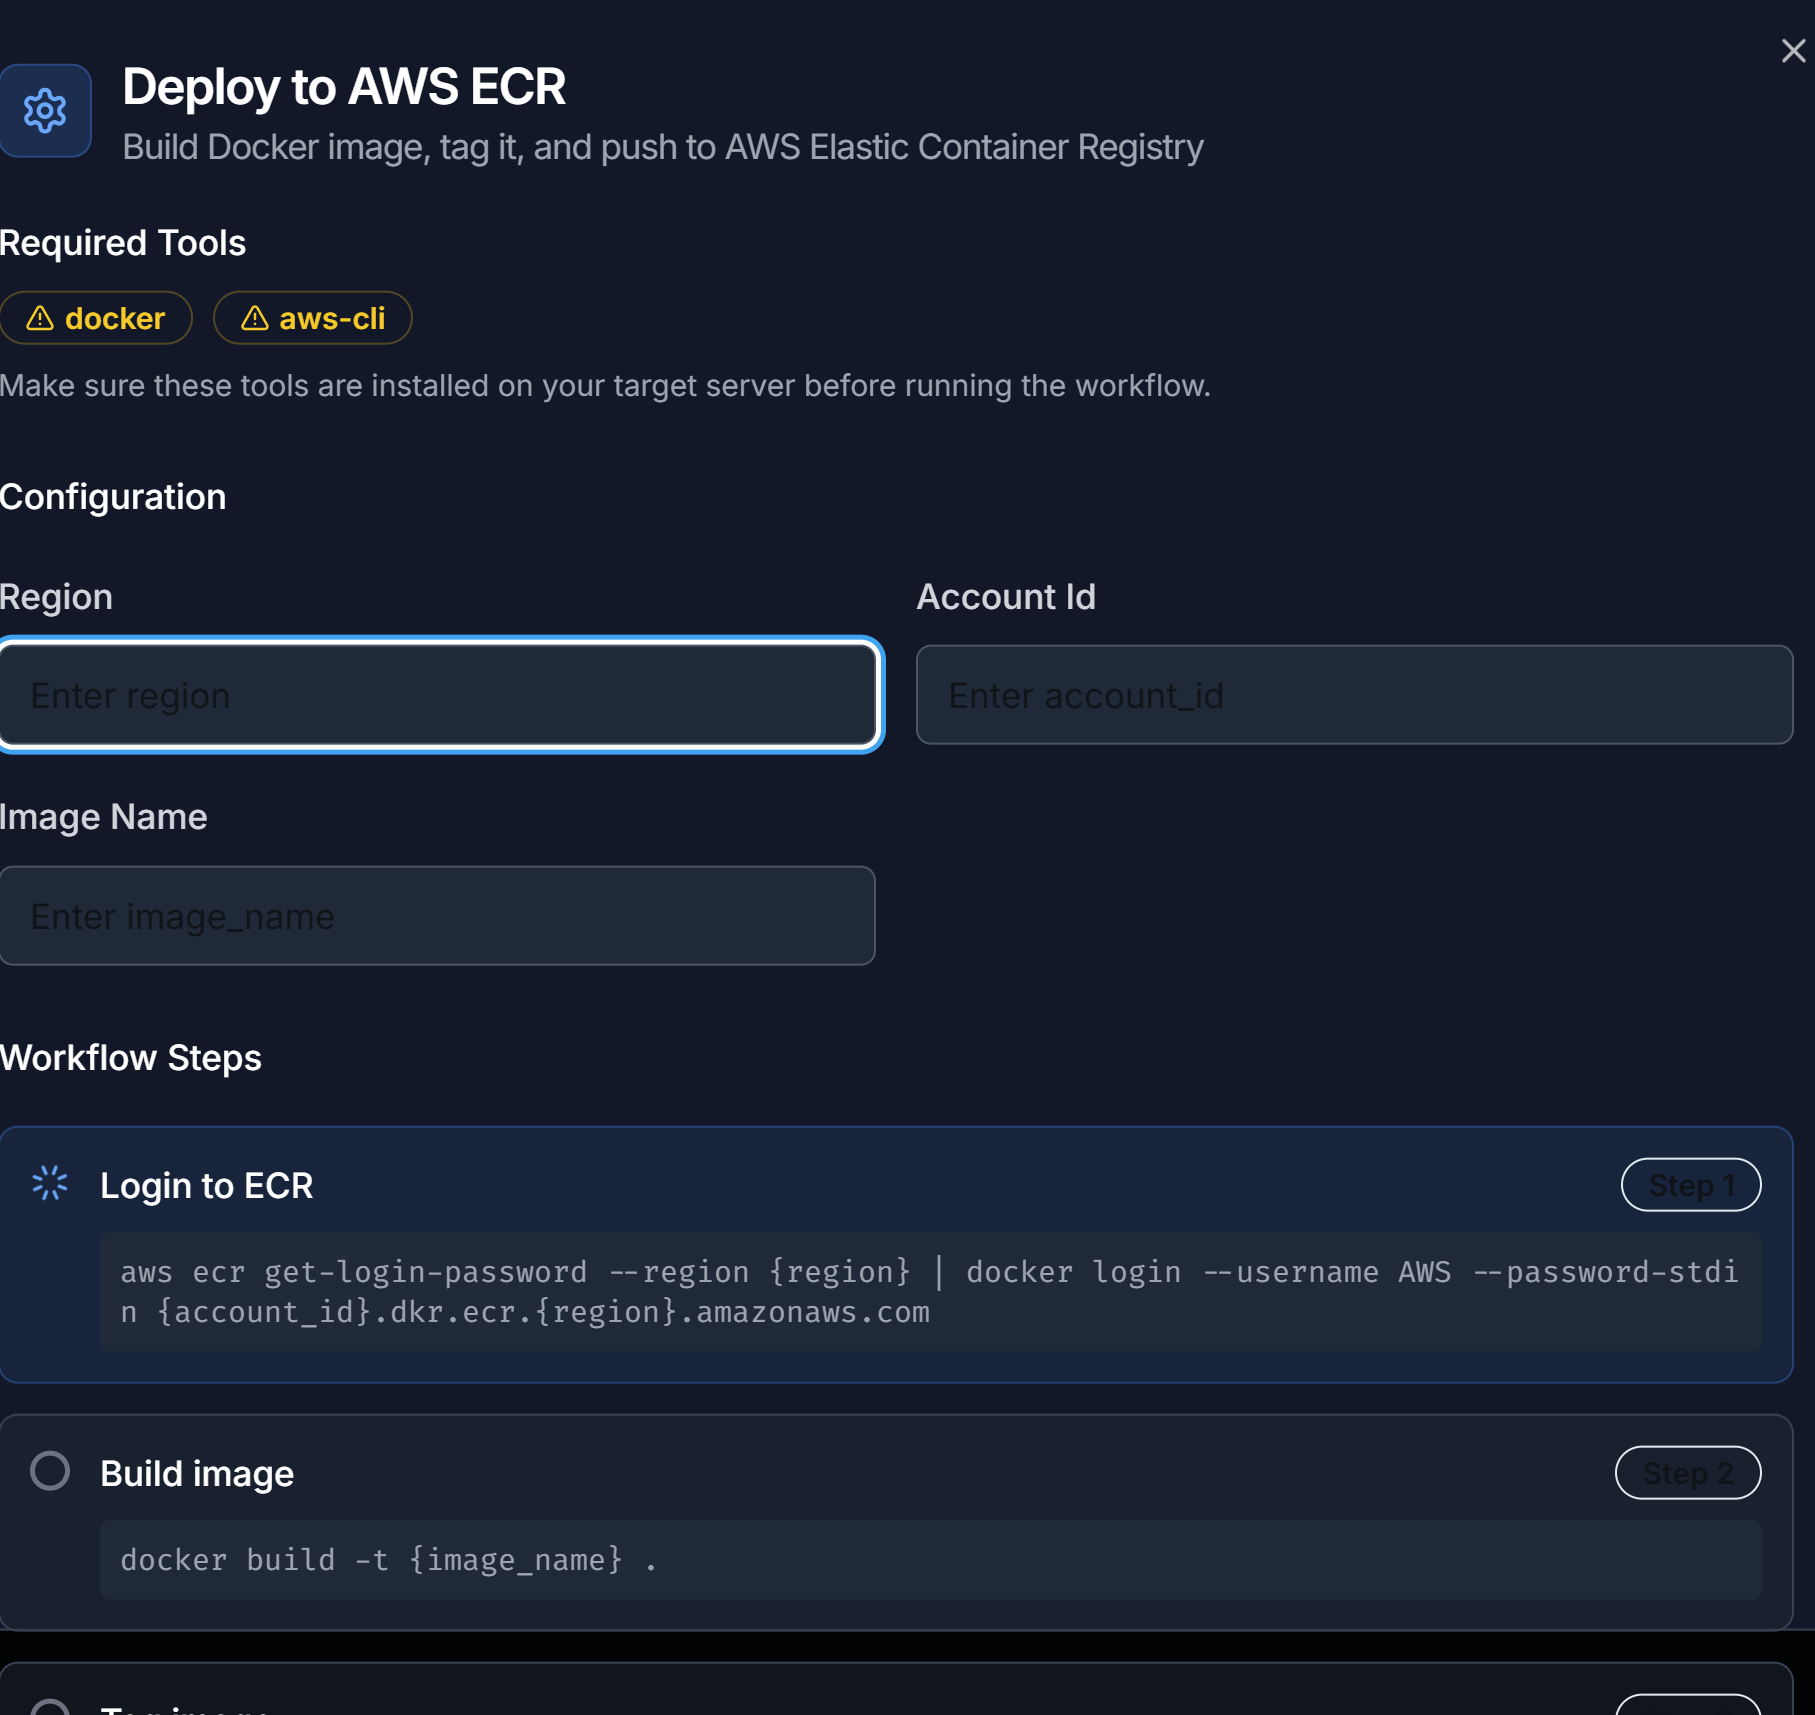 Deploy to AWS ECR
Build Docker image, tag it, and push to AWS Elastic Container Registry
Required Tools
docker
aws-cli
Make sure these tools are installed on your target server before running the workflow.
Configuration
Region
Account Id
Enter region
Enter account_id
Image Name
Enter image_name
Workflow Steps
Login to ECR
Step 1
aws ecr get-login-password --region {region} | docker login --username AWS --password-stdi
n {account_id}.dkr.ecr.{region}.amazonaws.com
Build image
Step 2
docker build -t {image_name} .
Tag image